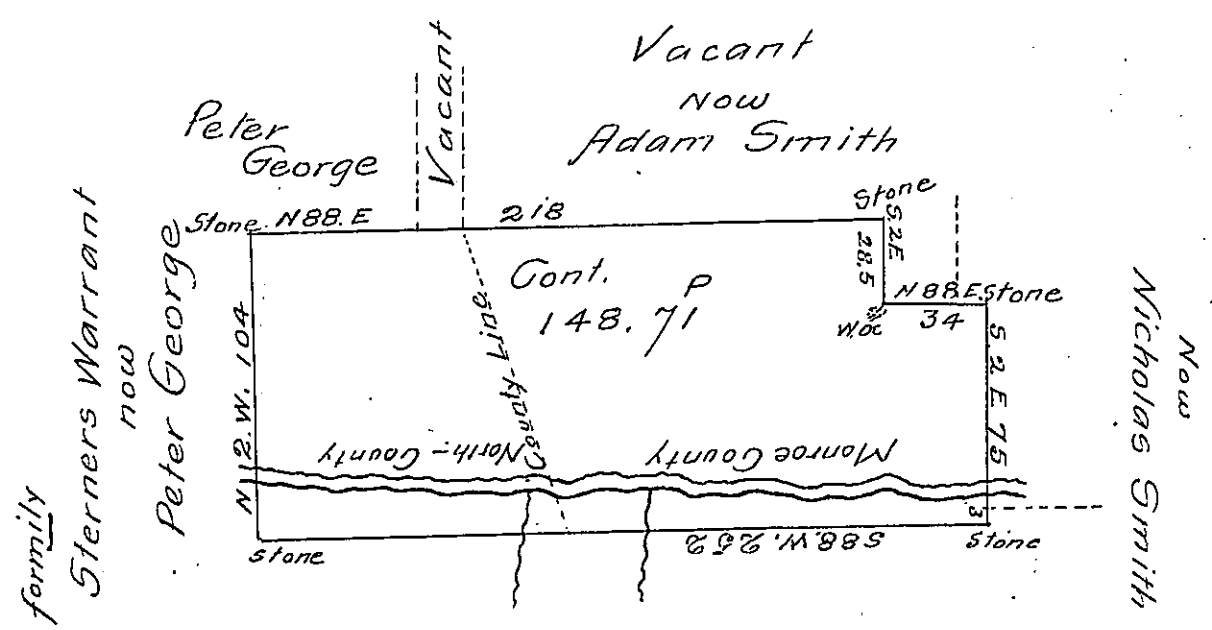 Vacant
Now
Adam Smith
Vacant
Peter
George
Stone N88.E 218
Stone
S.2E
28.5
N88.E. Stone
34
W.oc
Cont.
P
148.71
County-Line
North-County
Monroe County
S.2E 75
3
Stone
S88.W.252
Stone
N 2.W. 104
formily
Sterners Warrant
now
Peter George
Now
Nicholas Smith